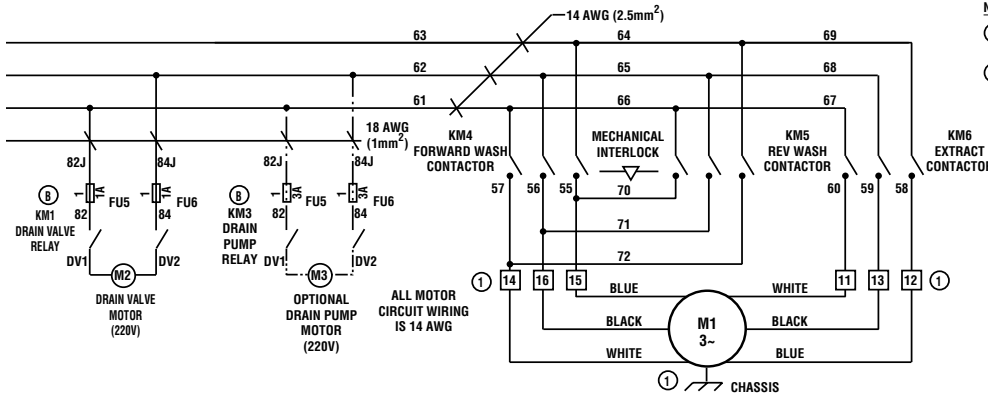 14 AWG (2.5mm²)
N
63
64
69
62
65
68
61
66
67
18 AWG
(1mm²)
KM4
FORWARD WASH
CONTACTOR
MECHANICAL
INTERLOCK
KM5
REV WASH
CONTACTOR
KM6
EXTRACT
CONTACTOR
82J
84J
82J
84J
57
56
55
70
60
59
58
B
1
1A
FU5
1
1A
FU6
B
1
3A
FU5
1
3A
FU6
KM1
DRAIN VALVE
RELAY
82
84
KM3
DRAIN
PUMP
RELAY
82
84
71
72
DV1
M2
DV2
DV1
M3
DV2
1
14
16
15
11
13
12
1
DRAIN VALVE
MOTOR
(220V)
OPTIONAL
DRAIN PUMP
MOTOR
(220V)
ALL MOTOR
CIRCUIT WIRING
IS 14 AWG
BLUE
WHITE
BLACK
M1
3~
BLACK
WHITE
BLUE
1
CHASSIS